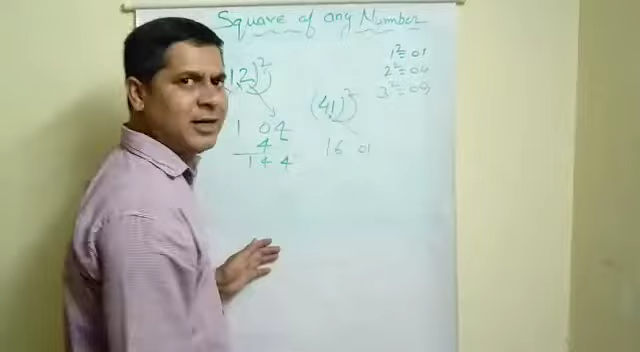 Square of any Number
12)²
1 04
4
1 4 4
(41)²
16 01
1² = 01
2² = 04
3² = 09